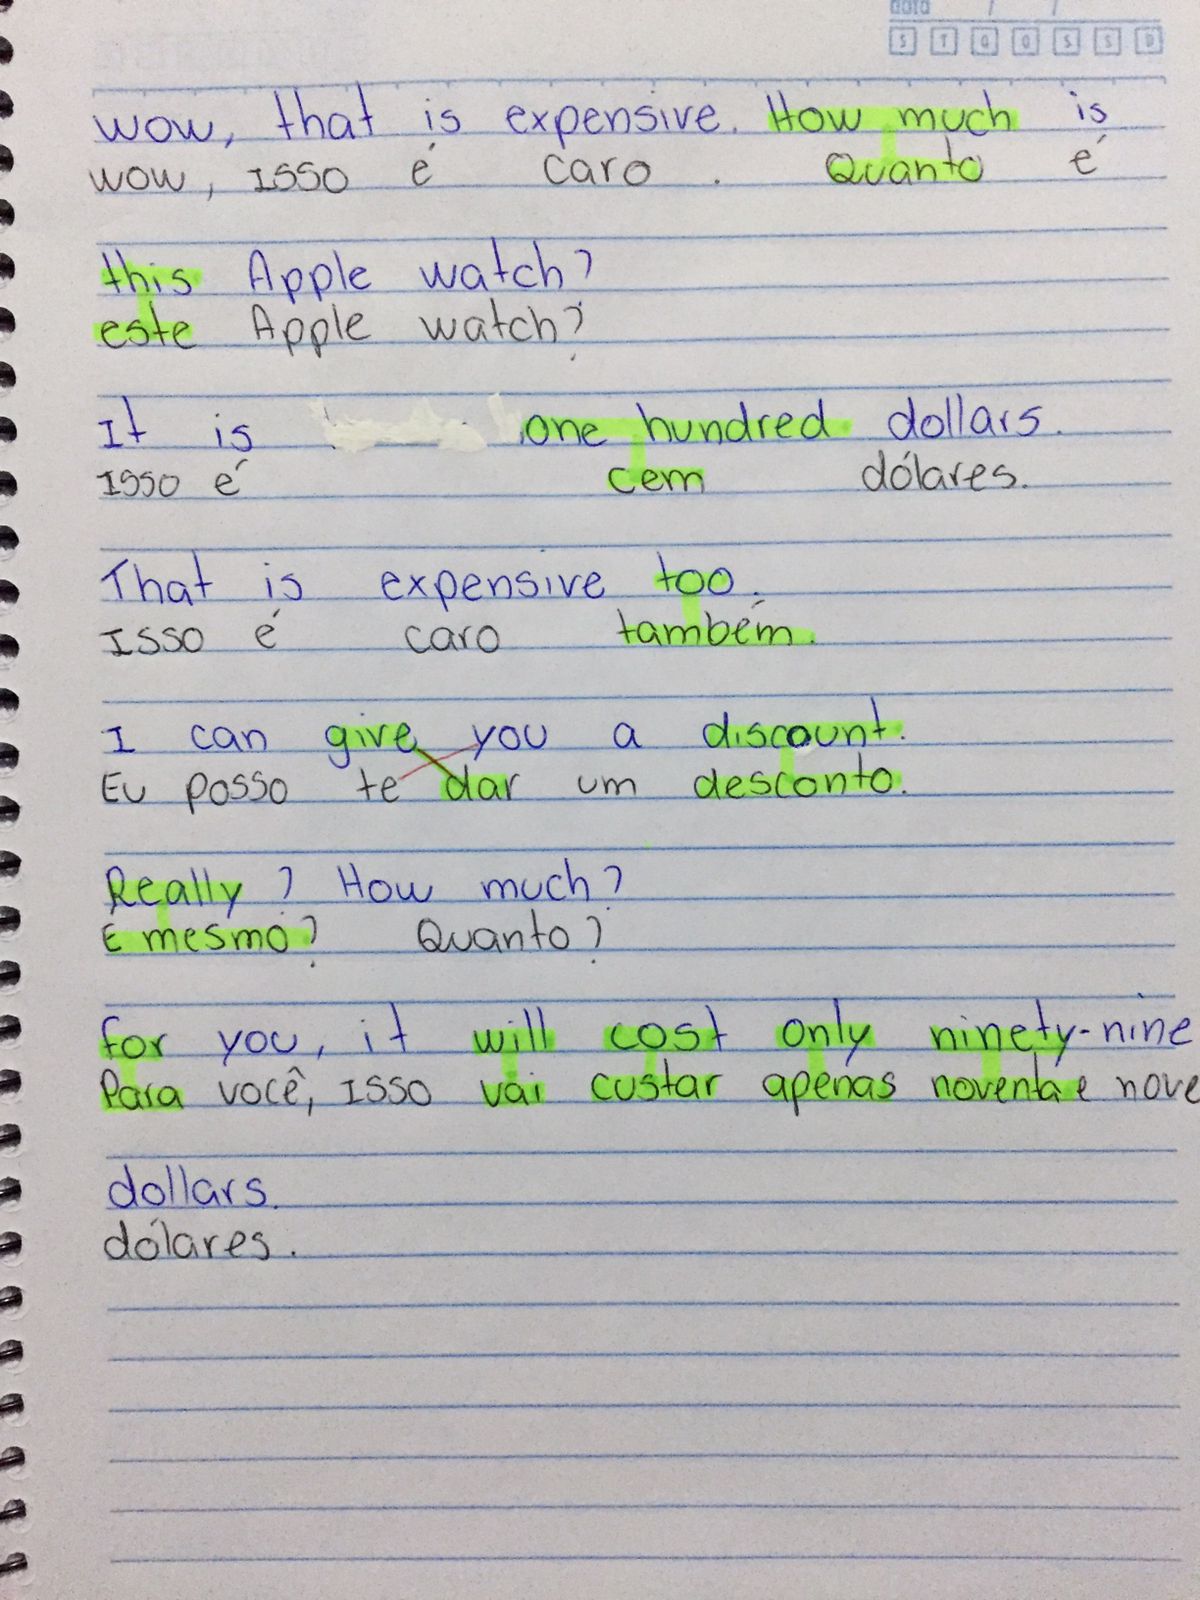 data / /
S T Q Q S S D
wow, that is expensive. How much is
wow, isso é caro. Quanto é
this Apple watch?
este Apple watch?
It is one hundred dollars.
Isso é cem dólares.
That is expensive too.
Isso é caro também.
I can give you a discount.
Eu posso te dar um desconto.
Really? How much?
É mesmo? Quanto?
for you, it will cost only ninety-nine
Para você, isso vai custar apenas noventa e nove
dollars.
dólares.